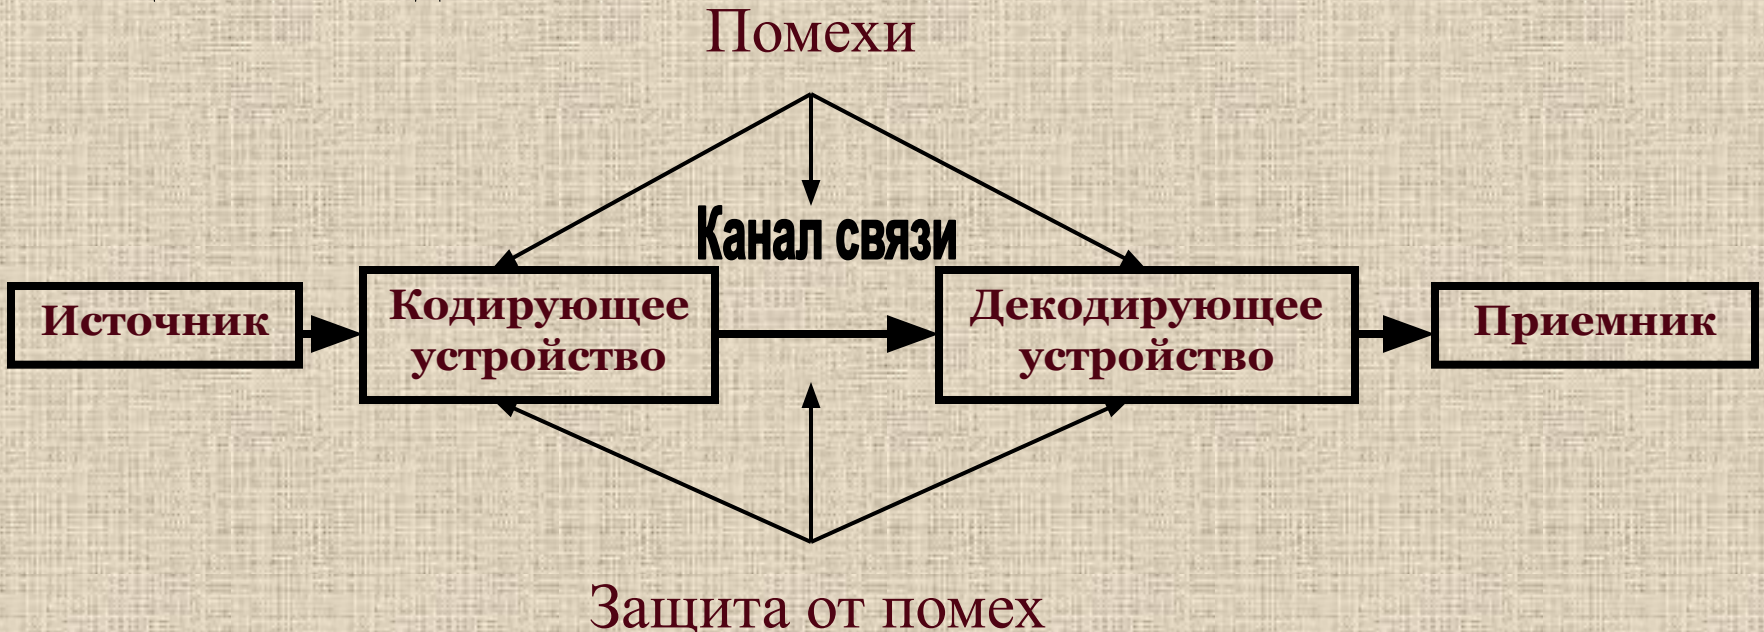 Помехи
Канал связи
Источник
Кодирующее
устройство
Декодирующее
устройство
Приемник
Защита от помех